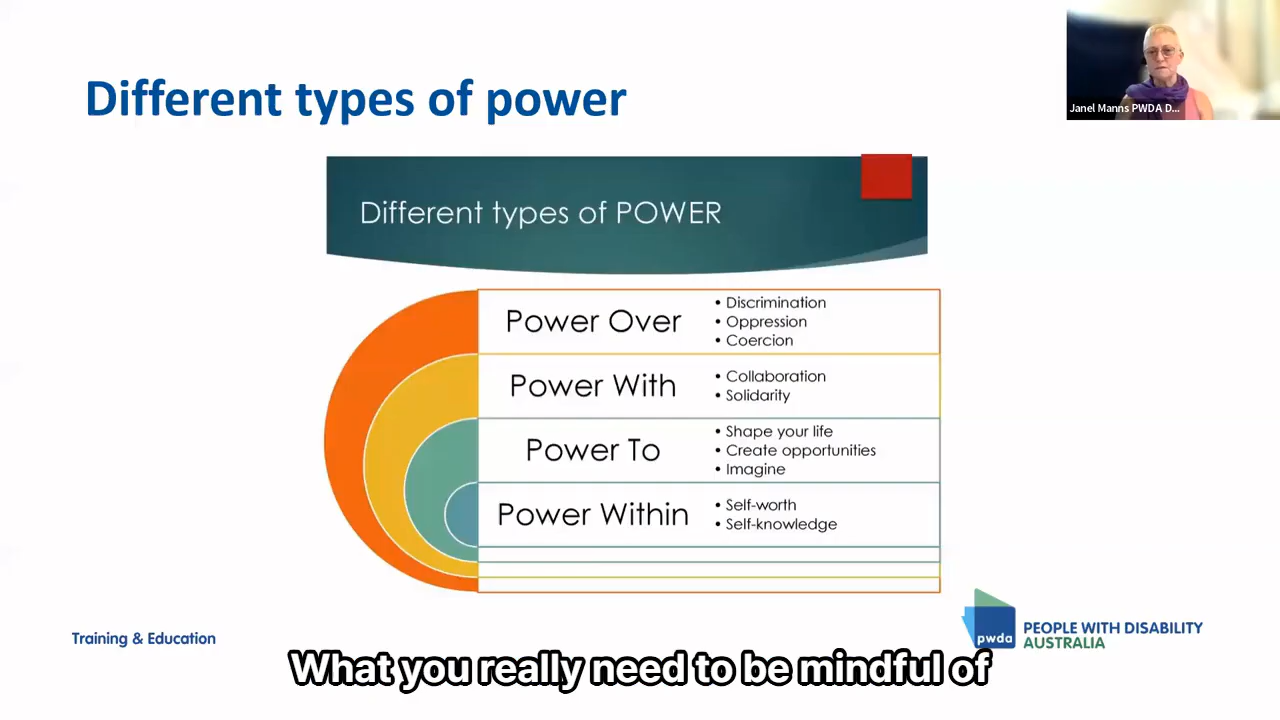 Different types of power
Janel Manns PWDA D...
Different types of POWER
Power Over
• Discrimination
• Oppression
• Coercion
Power With
• Collaboration
• Solidarity
Power To
• Shape your life
• Create opportunities
• Imagine
Power Within
• Self-worth
• Self-knowledge
Training & Education
pwda
PEOPLE WITH DISABILITY
AUSTRALIA
What you really need to be mindful of